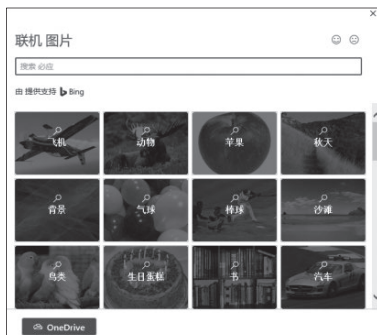 联机 图片
搜索 必应
由 提供支持 Bing
飞机 动物 苹果 秋天
背景 气球 棒球 沙滩
鸟类 生日蛋糕 书 汽车
OneDrive